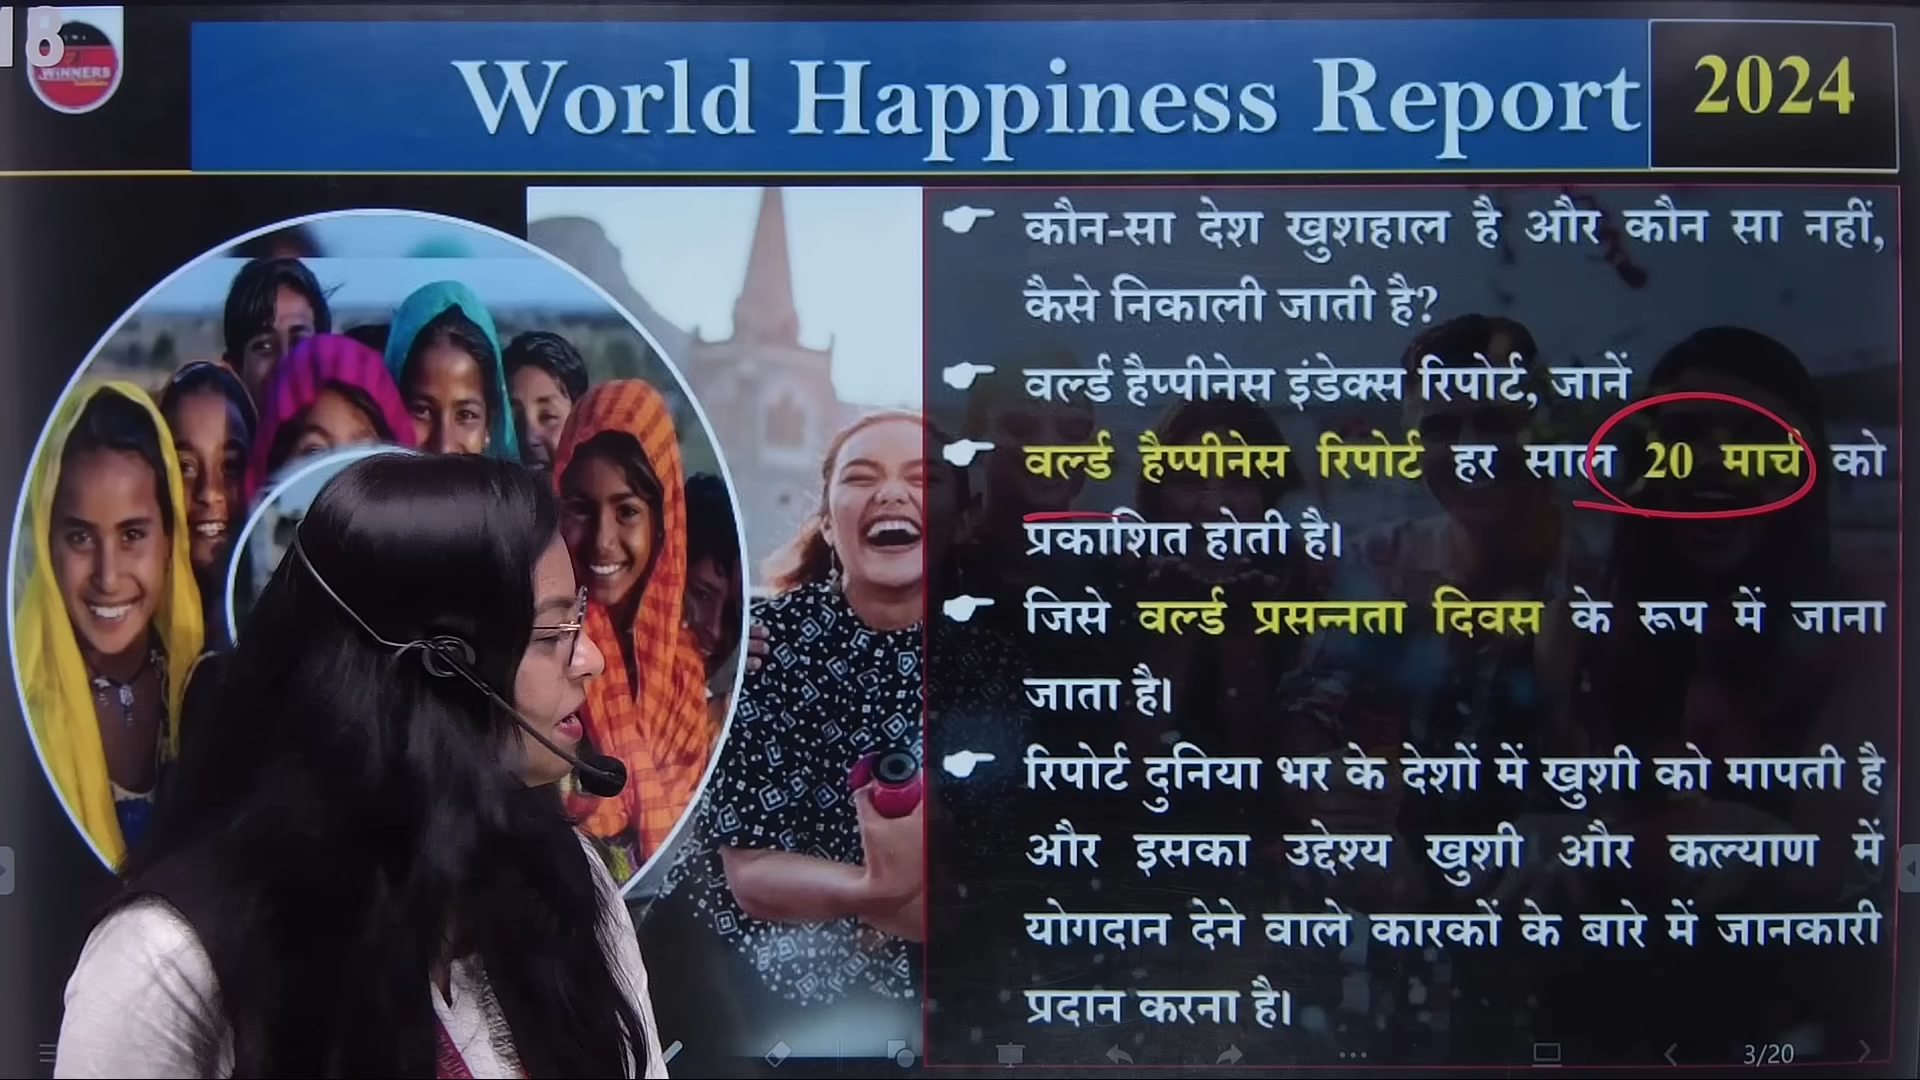 18
WiNNERS
World Happiness Report
2024
कौन-सा देश खुशहाल है और कौन सा नहीं,
कैसे निकाली जाती है?
वर्ल्ड हैप्पीनेस इंडेक्स रिपोर्ट, जानें
वर्ल्ड हैप्पीनेस रिपोर्ट हर साल 20 मार्च को
प्रकाशित होती है।
जिसे वर्ल्ड प्रसन्नता दिवस के रूप में जाना
जाता है।
रिपोर्ट दुनिया भर के देशों में खुशी को मापती है
और इसका उद्देश्य खुशी और कल्याण में
योगदान देने वाले कारकों के बारे में जानकारी
प्रदान करना है।
3/20